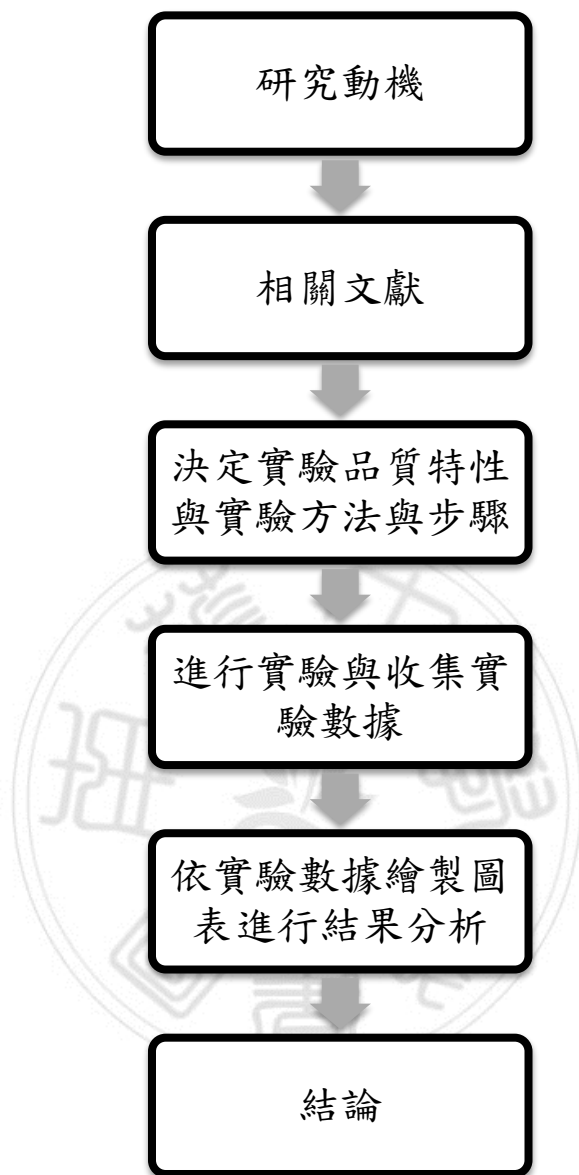 研究動機
相關文獻
決定實驗品質特性
與實驗方法與步驟
進行實驗與收集實
驗數據
依實驗數據繪製圖
表進行結果分析
結論